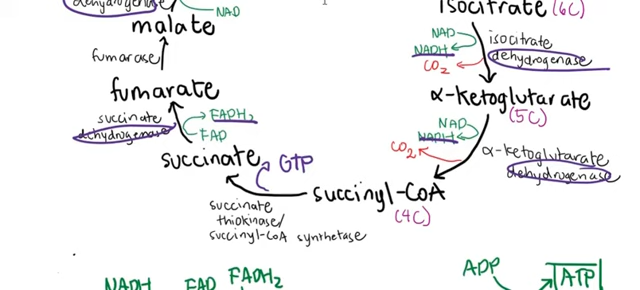 dehydrogenase
NAD
malate
fumarase
fumarate
succinate
dehydrogenase
FADH₂
FAD
succinate
GTP
succinate
thiokinase/
succinyl-CoA synthetase
isocitrate (6C)
NAD
NADH
CO₂
isocitrate
dehydrogenase
α-ketoglutarate
(5C)
NAD
NADH
CO₂
α-ketoglutarate
dehydrogenase
succinyl-CoA
(4C)
NADH
FAD
FADH₂
ADP
ATP